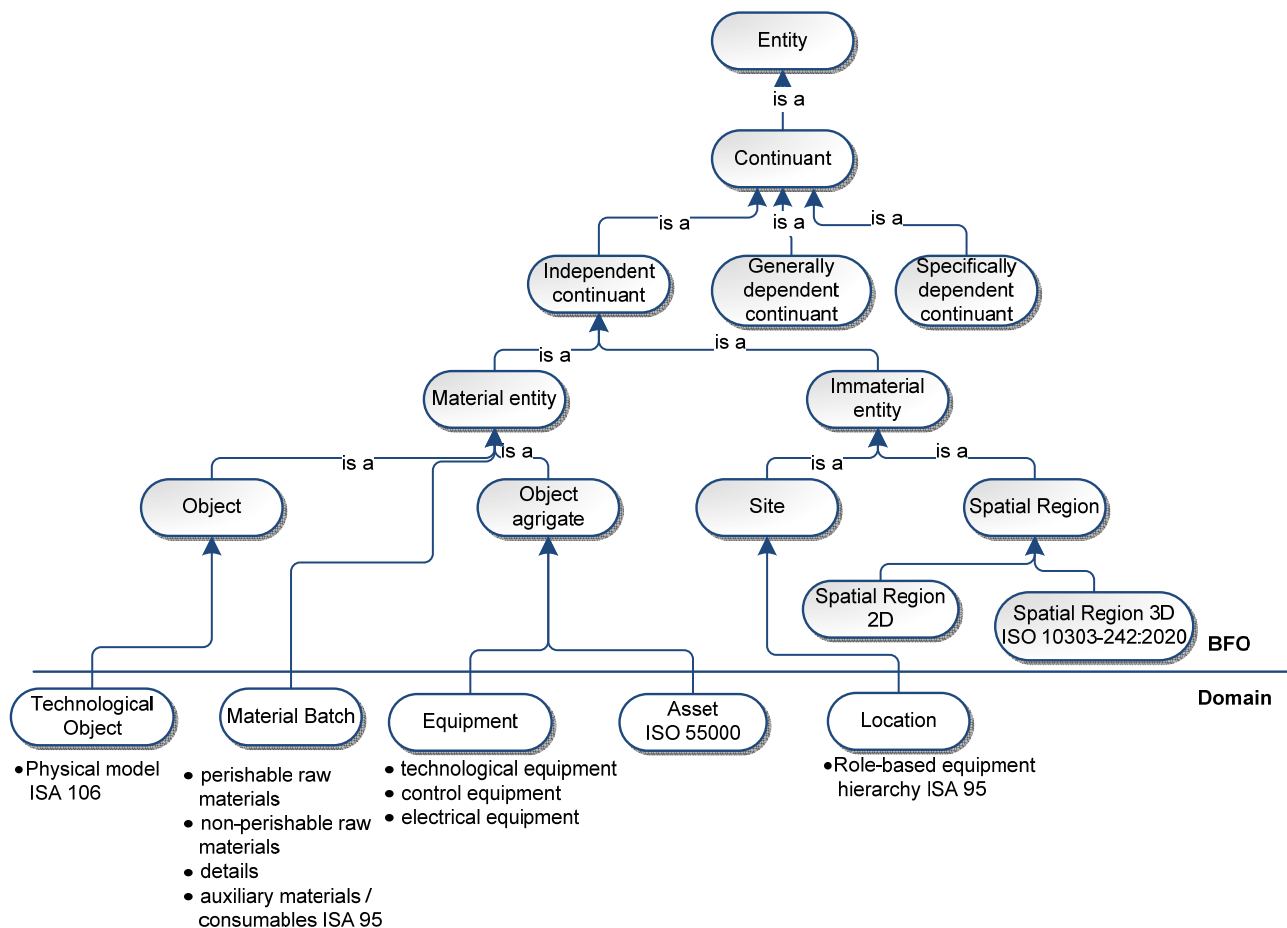 Entity
is a
Continuant
is a
is a
is a
Independent
continuant
Generally
dependent
continuant
Specifically
dependent
continuant
is a
is a
Material entity
Immaterial
entity
is a
is a
is a
is a
Object
Object
agrigate
Site
Spatial Region
Spatial Region
2D
Spatial Region 3D
ISO 10303-242:2020
BFO
Domain
Technological
Object
Material Batch
Equipment
Asset
ISO 55000
Location
•Physical model
ISA 106
• perishable raw
materials
• non-perishable raw
materials
• details
• auxiliary materials /
consumables ISA 95
• technological equipment
• control equipment
• electrical equipment
•Role-based equipment
hierarchy ISA 95